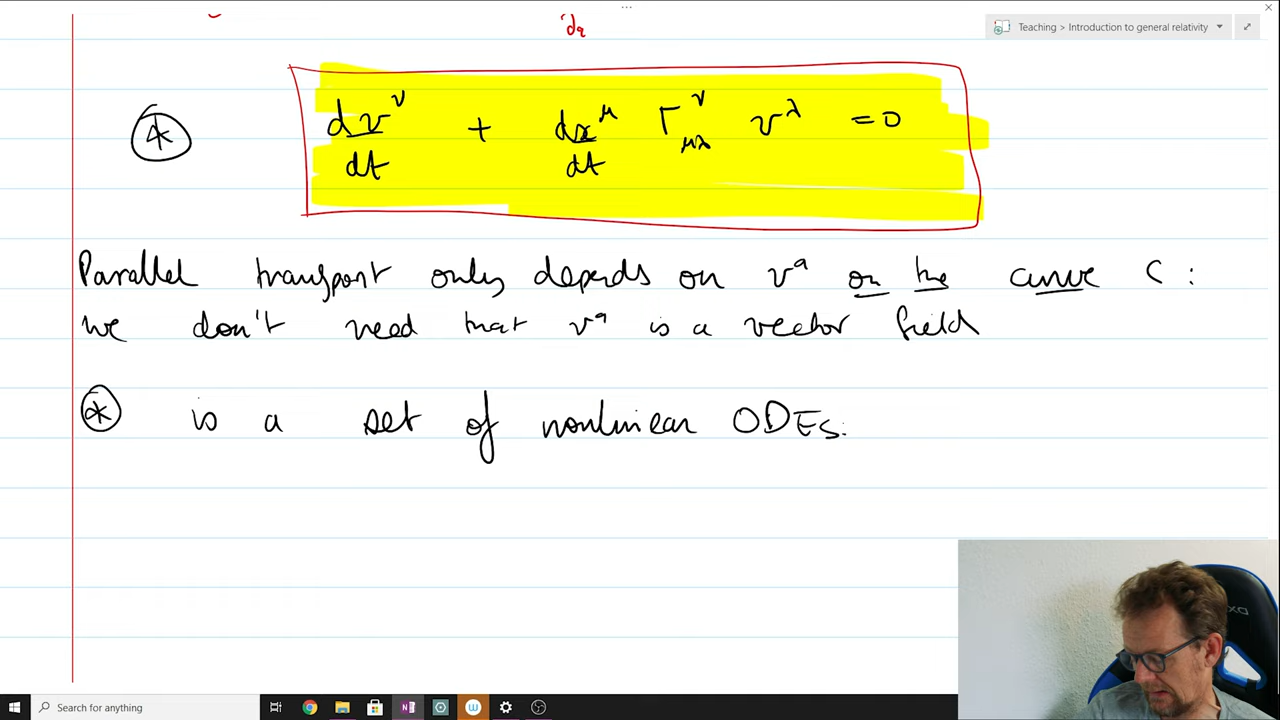 Teaching > Introduction to general relativity
dq
* dv^ν/dt + dx^μ/dt Γ^ν_μλ v^λ = 0
Parallel transport only depends on v^a on the curve C :
we don't need that v^a is a vector field
* is a set of nonlinear ODEs.
Search for anything